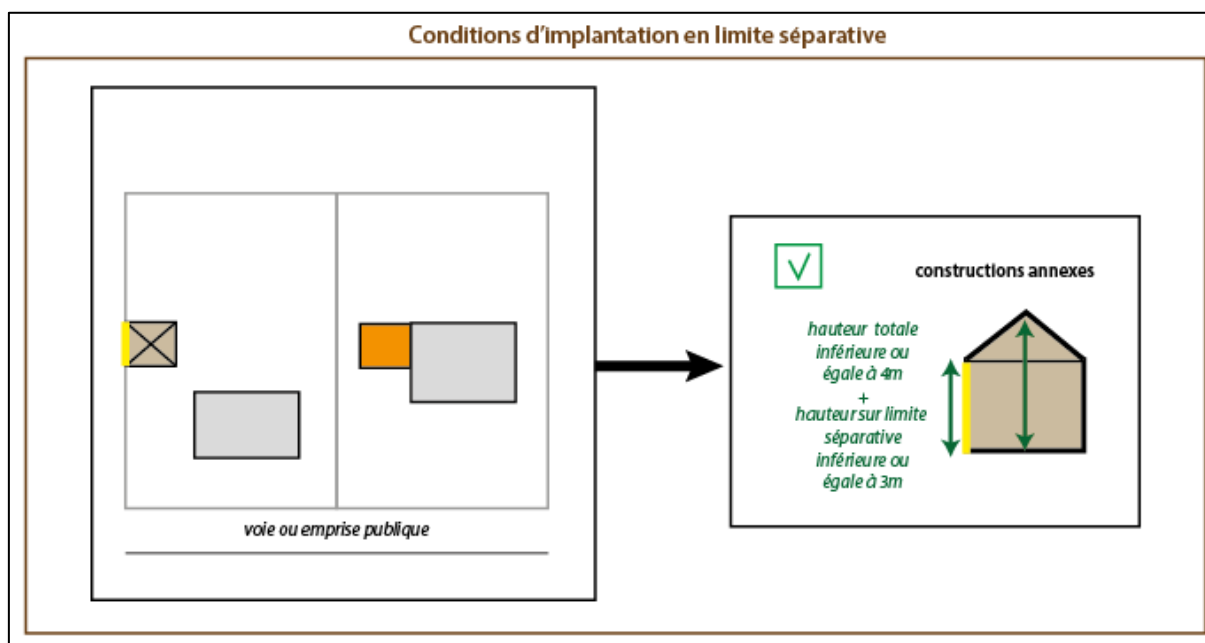 Conditions d'implantation en limite séparative
voie ou emprise publique
constructions annexes
hauteur totale
inférieure ou
égale à 4m
+
hauteur sur limite
séparative
inférieure ou
égale à 3m